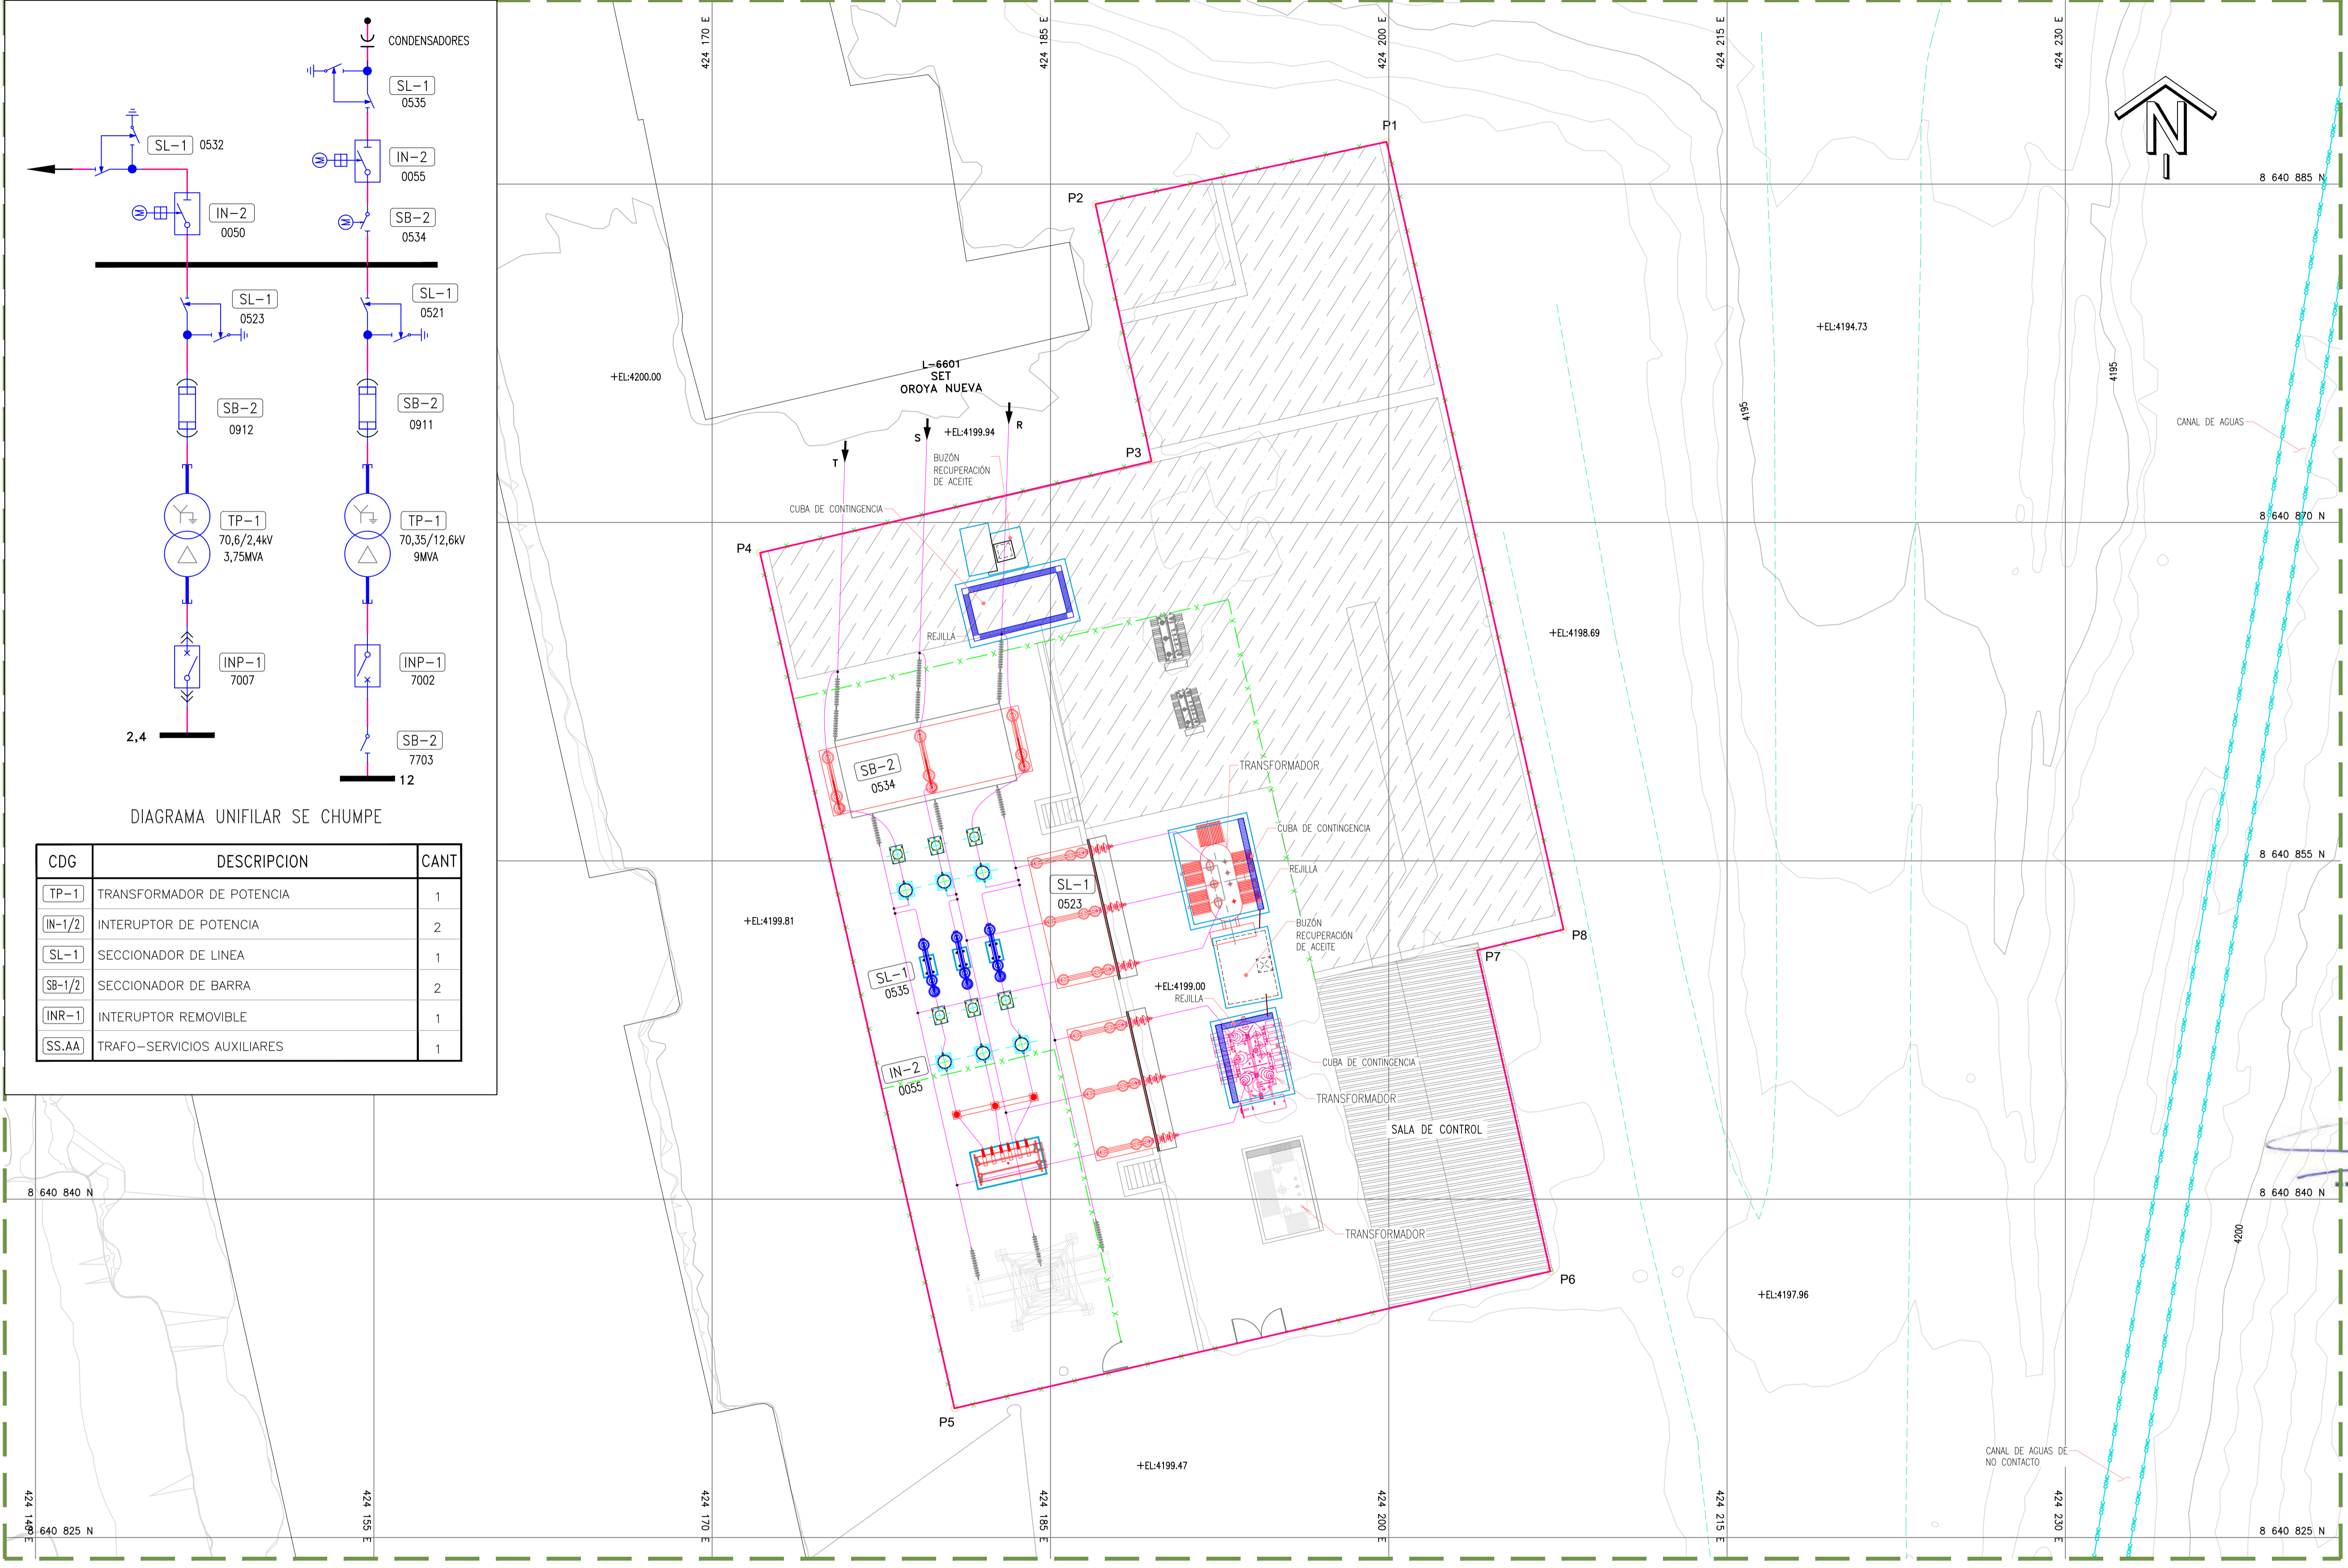 CONDENSADORES
SL-1
0535
SL-1 0532
IN-2
0055
IN-2
0050
SB-2
0534
SL-1
0523
SL-1
0521
SB-2
0912
SB-2
0911
TP-1
70,6/2,4kV
3,75MVA
TP-1
70,35/12,6kV
9MVA
INP-1
7007
INP-1
7002
2,4
SB-2
7703
12
DIAGRAMA UNIFILAR SE CHUMPE
CDG DESCRIPCION CANT
TP-1 TRANSFORMADOR DE POTENCIA 1
IN-1/2 INTERUPTOR DE POTENCIA 2
SL-1 SECCIONADOR DE LINEA 1
SB-1/2 SECCIONADOR DE BARRA 2
INR-1 INTERUPTOR REMOVIBLE 1
SS.AA TRAFO-SERVICIOS AUXILIARES 1
424 170 E
424 185 E
424 200 E
424 215 E
424 230 E
N
P1
P2
8 640 885 N
+EL:4194.73
4195
4195
L-6601
SET
OROYA NUEVA
+EL:4200.00
T
S
R
+EL:4199.94
CANAL DE AGUAS
P3
BUZÓN
RECUPERACIÓN
DE ACEITE
CUBA DE CONTINGENCIA
8 640 870 N
P4
REJILLA
+EL:4198.69
SB-2
0534
TRANSFORMADOR
CUBA DE CONTINGENCIA
REJILLA
8 640 855 N
SL-1
0523
+EL:4199.81
BUZÓN
RECUPERACIÓN
DE ACEITE
P8
P7
SL-1
0535
+EL:4199.00
REJILLA
IN-2
0055
CUBA DE CONTINGENCIA
TRANSFORMADOR
SALA DE CONTROL
8 640 840 N
8 640 840 N
TRANSFORMADOR
4200
P6
+EL:4197.96
P5
+EL:4199.47
CANAL DE AGUAS DE
NO CONTACTO
8 640 825 N
8 640 825 N
424 140 E
424 155 E
424 170 E
424 185 E
424 200 E
424 215 E
424 230 E